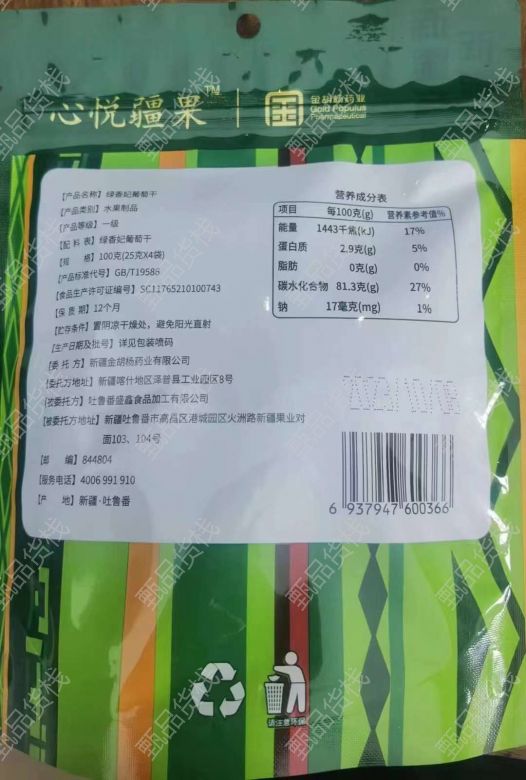 心悦疆果™
金胡杨药业
Gold Populus
Pharmaceutical
【产品名称】绿香妃葡萄干
【产品类别】水果制品
【产品等级】一级
【配 料 表】绿香妃葡萄干
【规 格】100克(25克X4袋)
【产品标准代号】GB/T19586
【食品生产许可证编号】SC11765210100743
【保 质 期】12个月
【贮存条件】置阴凉干燥处，避免阳光直射
【生产日期及批号】详见包装喷码
【委 托 方】新疆金胡杨药业有限公司
【委托方地址】新疆喀什地区泽普县工业园区8号
【被委托方】吐鲁番盛鑫食品加工有限公司
【被委托方地址】新疆吐鲁番市高昌区港城园区火洲路新疆果业对
面103、104号
【邮 编】844804
【服务电话】4006 991 910
【产 地】新疆·吐鲁番
营养成分表
项目 每100克(g) 营养素参考值%
能量 1443千焦(kJ) 17%
蛋白质 2.9克(g) 5%
脂肪 0克(g) 0%
碳水化合物 81.3克(g) 27%
钠 17毫克(mg) 1%
6 937947 600366
请注意环保
甄品货栈